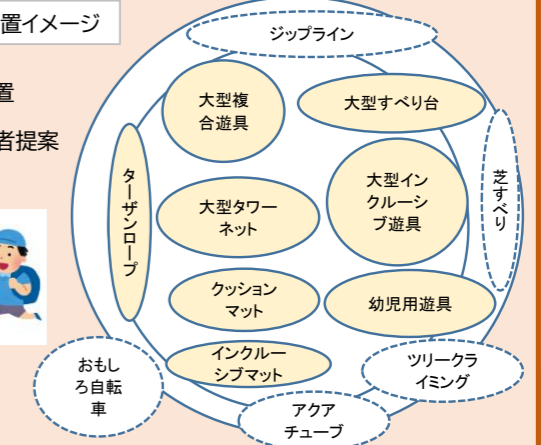 置イメージ
置
者提案
ジップライン
大型複
合遊具
大型すべり台
ターザンロープ
大型イン
クルーシ
ブ遊具
芝すべり
大型タワー
ネット
クッション
マット
幼児用遊具
インクルー
シブマット
おもし
ろ自転
車
ツリークラ
イミング
アクア
チューブ